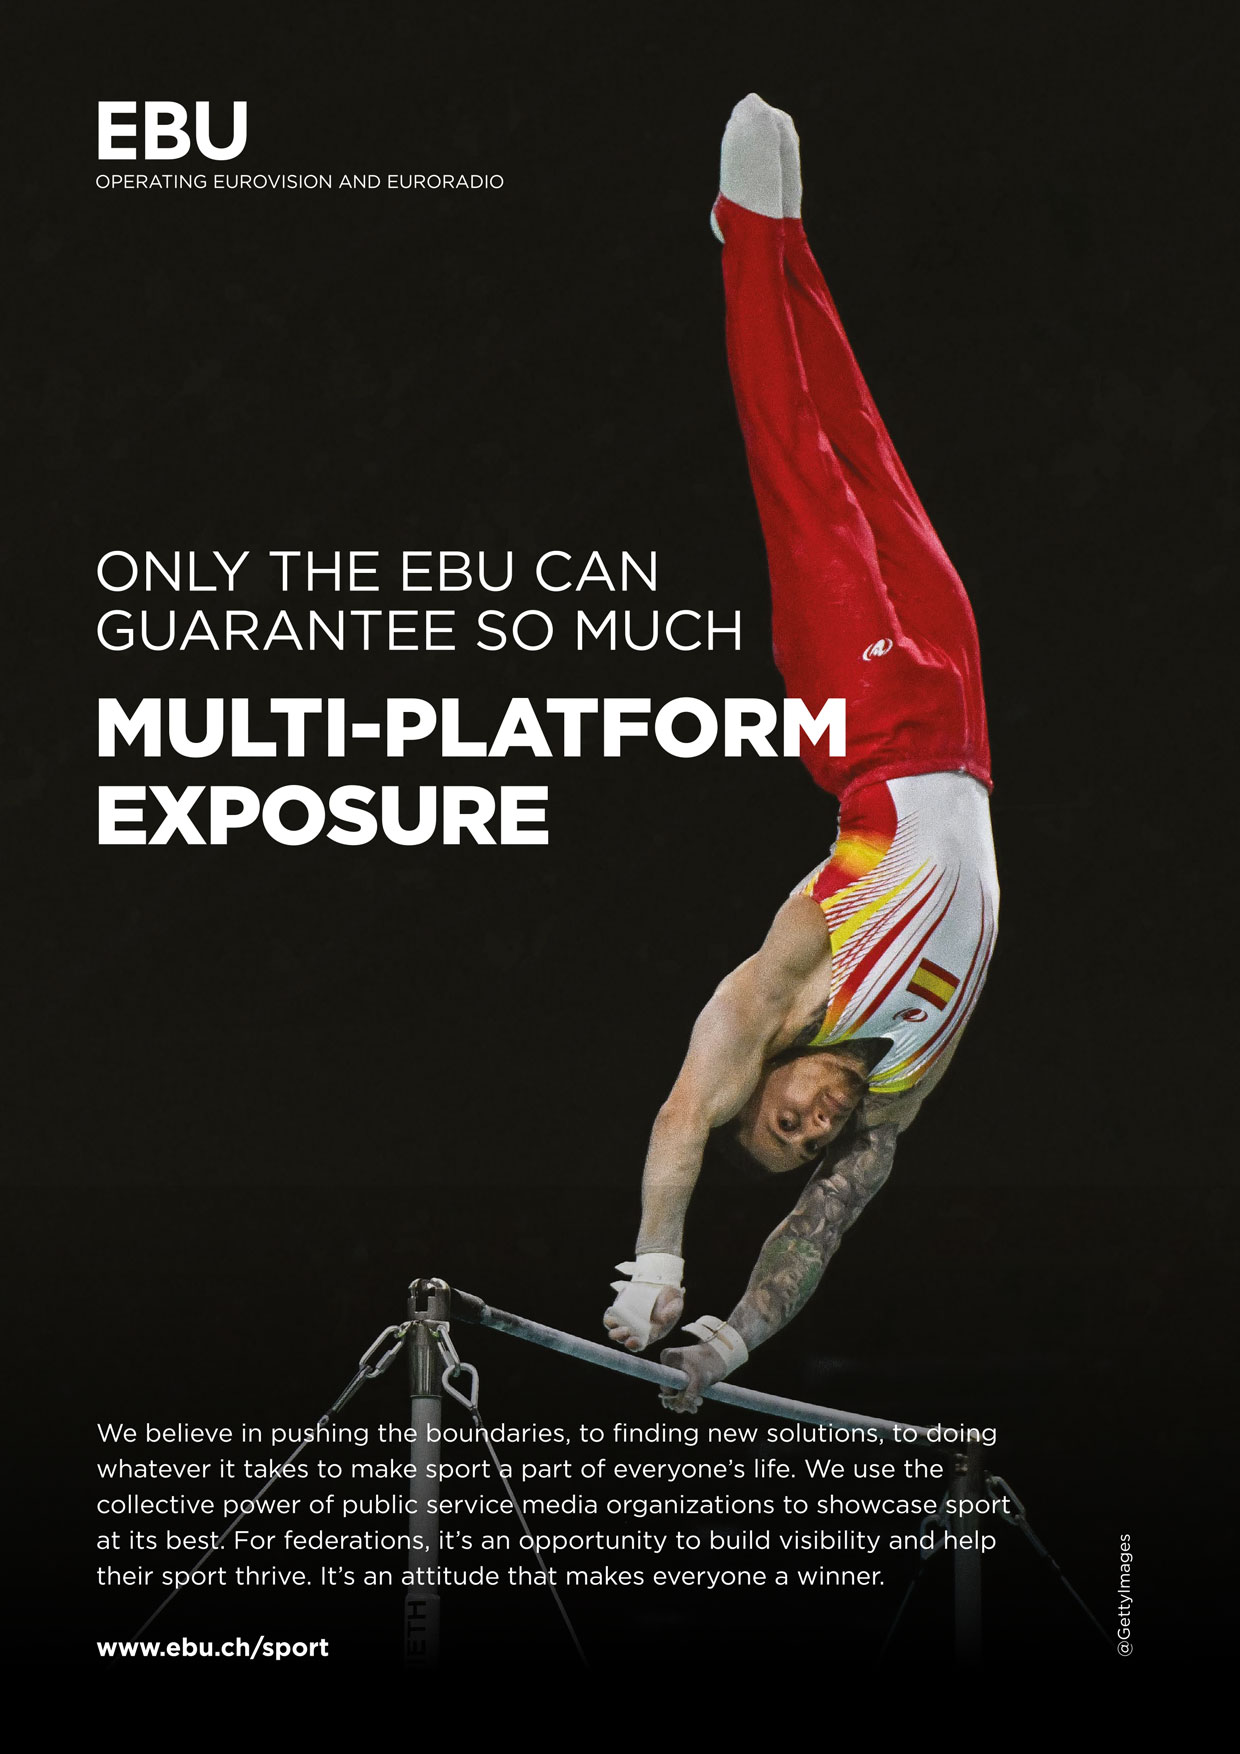 EBU
OPERATING EUROVISION AND EURORADIO
ONLY THE EBU CAN
GUARANTEE SO MUCH
MULTI-PLATFORM
EXPOSURE
We believe in pushing the boundaries, to finding new solutions, to doing
whatever it takes to make sport a part of everyone’s life. We use the
collective power of public service media organizations to showcase sport
at its best. For federations, it’s an opportunity to build visibility and help
their sport thrive. It’s an attitude that makes everyone a winner.
www.ebu.ch/sport
@GettyImages